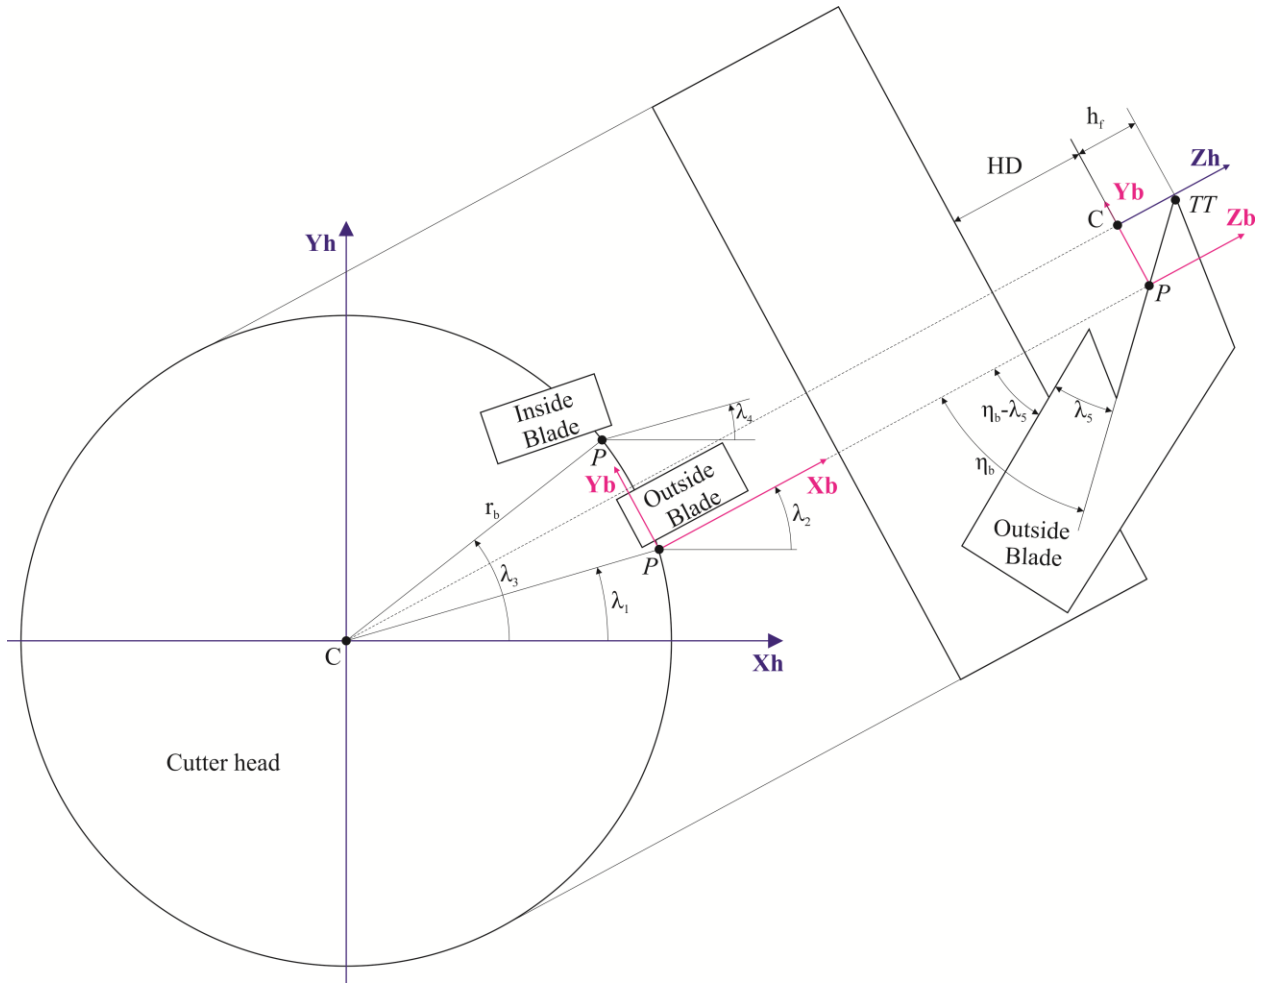 h_f
Zh
HD
Yb
C
TT
Zb
P
Yh
Inside
Blade
λ_4
η_b-λ_5
λ_5
P
Yb
Outside
Blade
Xb
η_b
r_b
λ_2
Outside
Blade
P
λ_3
λ_1
C
Xh
Cutter head